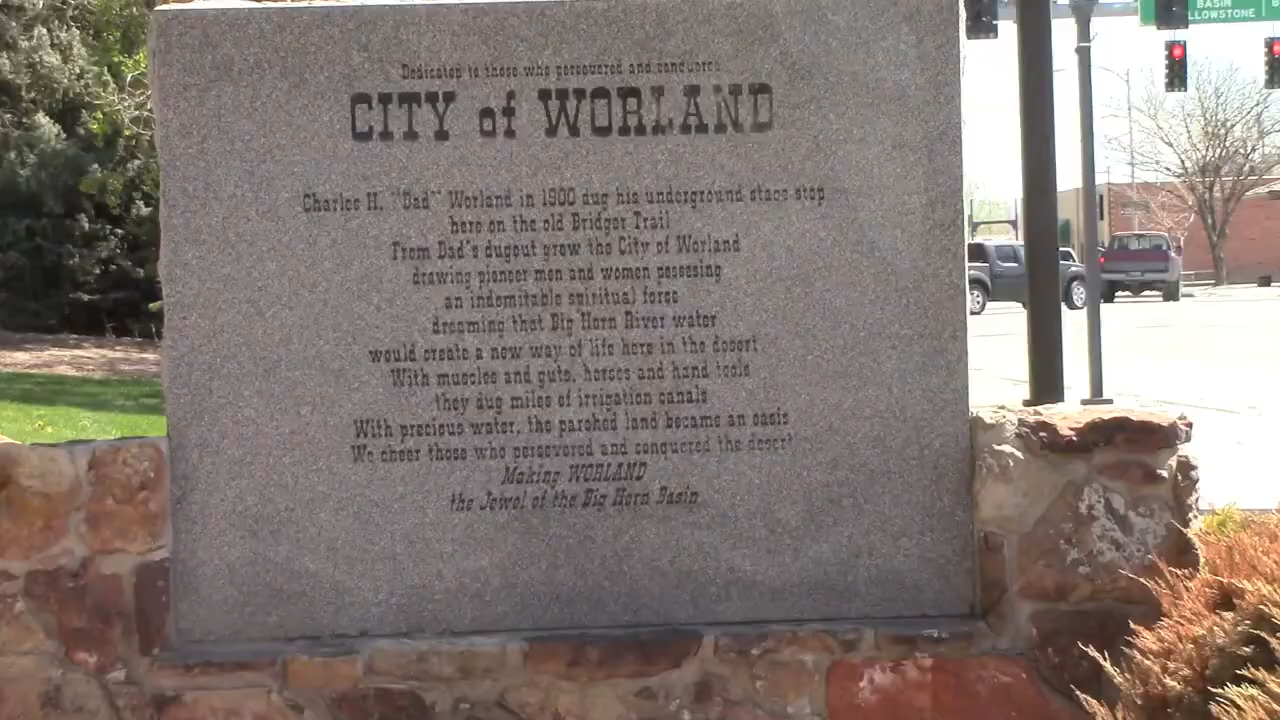 Dedicated to those who persevered and conquered
CITY of WORLAND
Charles H. "Dad" Worland in 1900 dug his underground stage stop
here on the old Bridger Trail
From Dad's dugout grew the City of Worland
drawing pioneer men and women possesing
an indomitable spiritual force
dreaming that Big Horn River water
would create a new way of life here in the desert
With muscles and guts, horses and hand tools
they dug miles of irrigation canals
With precious water, the parched land became an oasis
We cheer those who persevered and conquered the desert
Making WORLAND
the Jewel of the Big Horn Basin
BASIN
LLOWSTONE